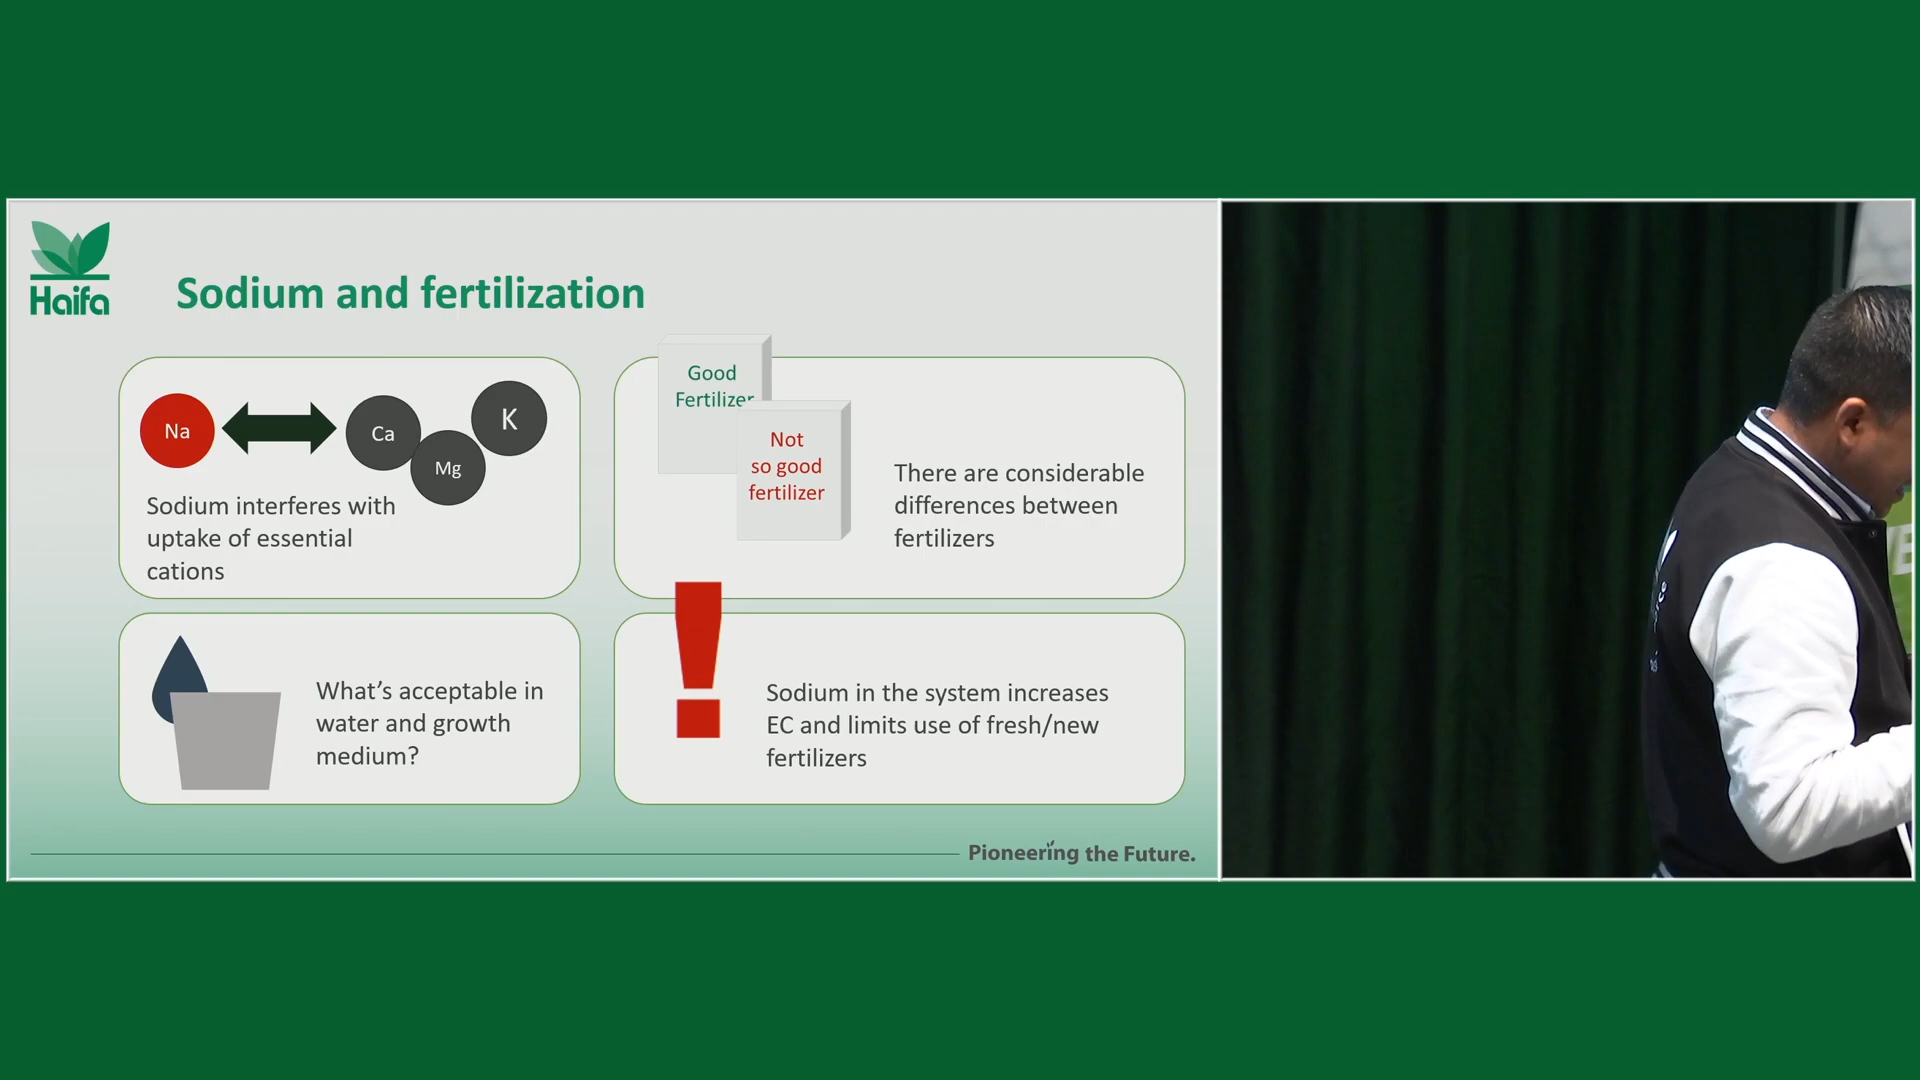 Haifa
Sodium and fertilization
Na
Ca
Mg
K
Sodium interferes with
uptake of essential
cations
Good
Fertilizer
Not
so good
fertilizer
There are considerable
differences between
fertilizers
What's acceptable in
water and growth
medium?
Sodium in the system increases
EC and limits use of fresh/new
fertilizers
Pioneering the Future.